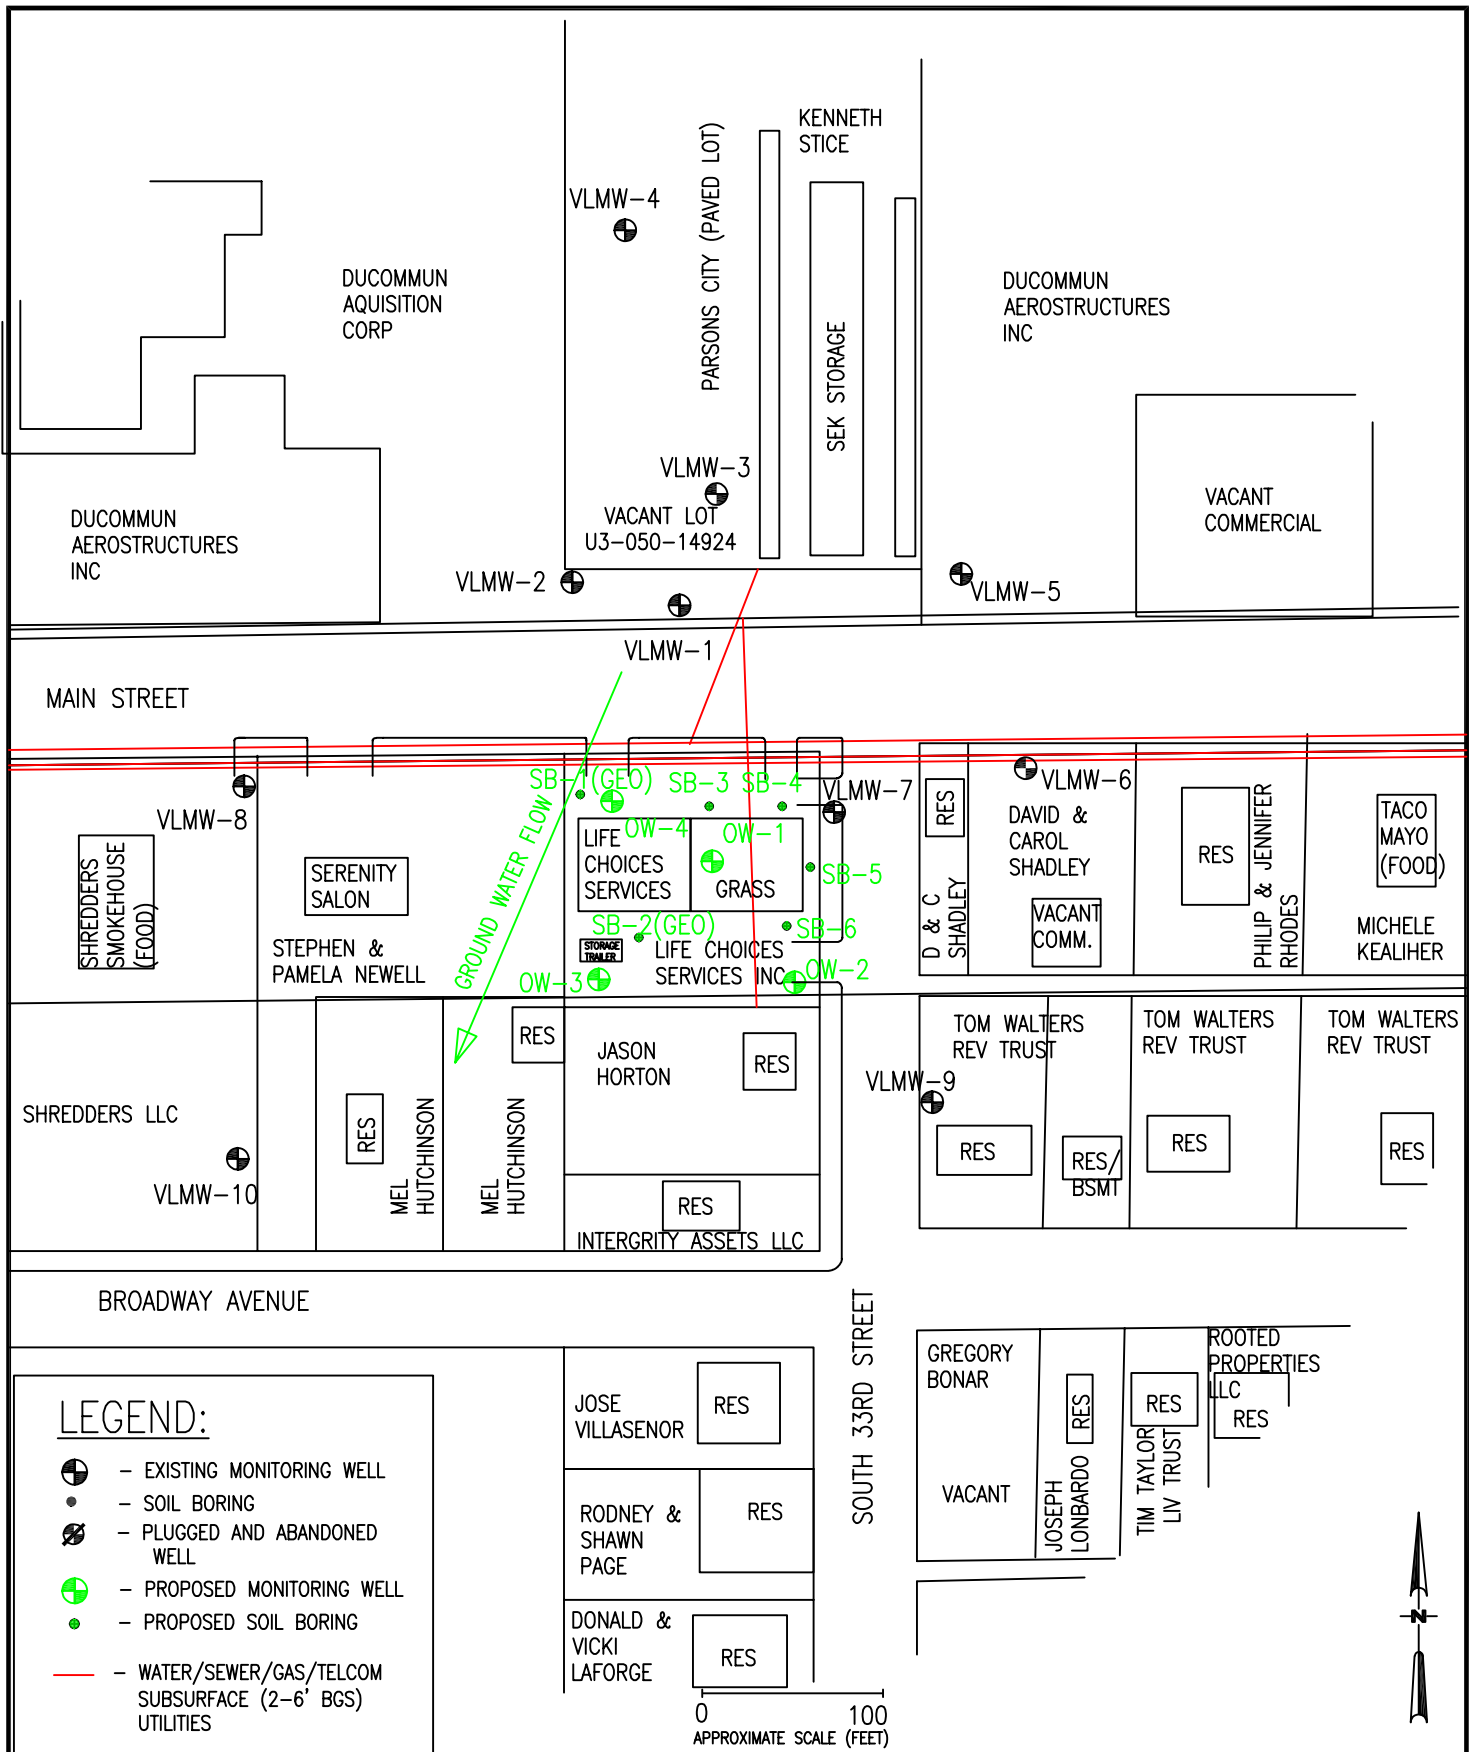 KENNETH
STICE
PARSONS CITY (PAVED LOT)
VLMW-4
DUCOMMUN
AQUISITION
CORP
DUCOMMUN
AEROSTRUCTURES
INC
SEK STORAGE
VLMW-3
VACANT LOT
U3-050-14924
VACANT
COMMERCIAL
DUCOMMUN
AEROSTRUCTURES
INC
VLMW-2
VLMW-5
VLMW-1
MAIN STREET
SB-1(GEO)
SB-3
SB-4
VLMW-6
VLMW-7
VLMW-8
OW-4
OW-1
LIFE
CHOICES
SERVICES
GRASS
SB-5
RES
D & C
SHADLEY
DAVID &
CAROL
SHADLEY
VACANT
COMM.
RES
PHILIP & JENNIFER
RHODES
TACO
MAYO
(FOOD)
MICHELE
KEALIHER
SHREDDERS
SMOKEHOUSE
(FOOD)
SERENITY
SALON
STEPHEN &
PAMELA NEWELL
GROUND WATER FLOW
SB-2(GEO)
SB-6
STORAGE
TRAILER
LIFE CHOICES
SERVICES INC
OW-3
OW-2
RES
JASON
HORTON
RES
TOM WALTERS
REV TRUST
TOM WALTERS
REV TRUST
TOM WALTERS
REV TRUST
VLMW-9
SHREDDERS LLC
RES
MEL
HUTCHINSON
MEL
HUTCHINSON
RES
RES/
BSMT
RES
RES
VLMW-10
RES
INTERGRITY ASSETS LLC
BROADWAY AVENUE
SOUTH 33RD STREET
GREGORY
BONAR
VACANT
JOSEPH
LONBARDO
RES
RES
TIM TAYLOR
LIV TRUST
ROOTED
PROPERTIES
LLC
RES
JOSE
VILLASENOR
RES
RODNEY &
SHAWN
PAGE
RES
DONALD &
VICKI
LAFORGE
RES
LEGEND:
- EXISTING MONITORING WELL
- SOIL BORING
- PLUGGED AND ABANDONED
WELL
- PROPOSED MONITORING WELL
- PROPOSED SOIL BORING
- WATER/SEWER/GAS/TELCOM
SUBSURFACE (2-6' BGS)
UTILITIES
0 100
APPROXIMATE SCALE (FEET)
N